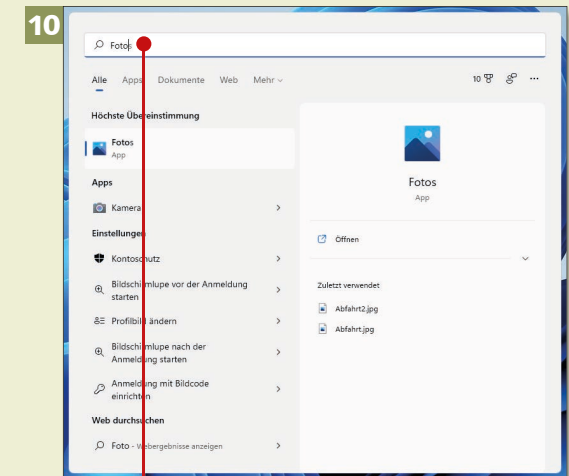 10
Fotos
Alle Apps Dokumente Web Mehr
10
Höchste Übereinstimmung
Fotos
App
Apps
Kamera
Einstellungen
Kontoschutz
Bildschirmlupe vor der Anmeldung
starten
Profilbild ändern
Bildschirmlupe nach der
Anmeldung starten
Anmeldung mit Bildcode
einrichten
Web durchsuchen
Foto - Webergebnisse anzeigen
Fotos
App
Öffnen
Zuletzt verwendet
Abfahrt2.jpg
Abfahrt.jpg